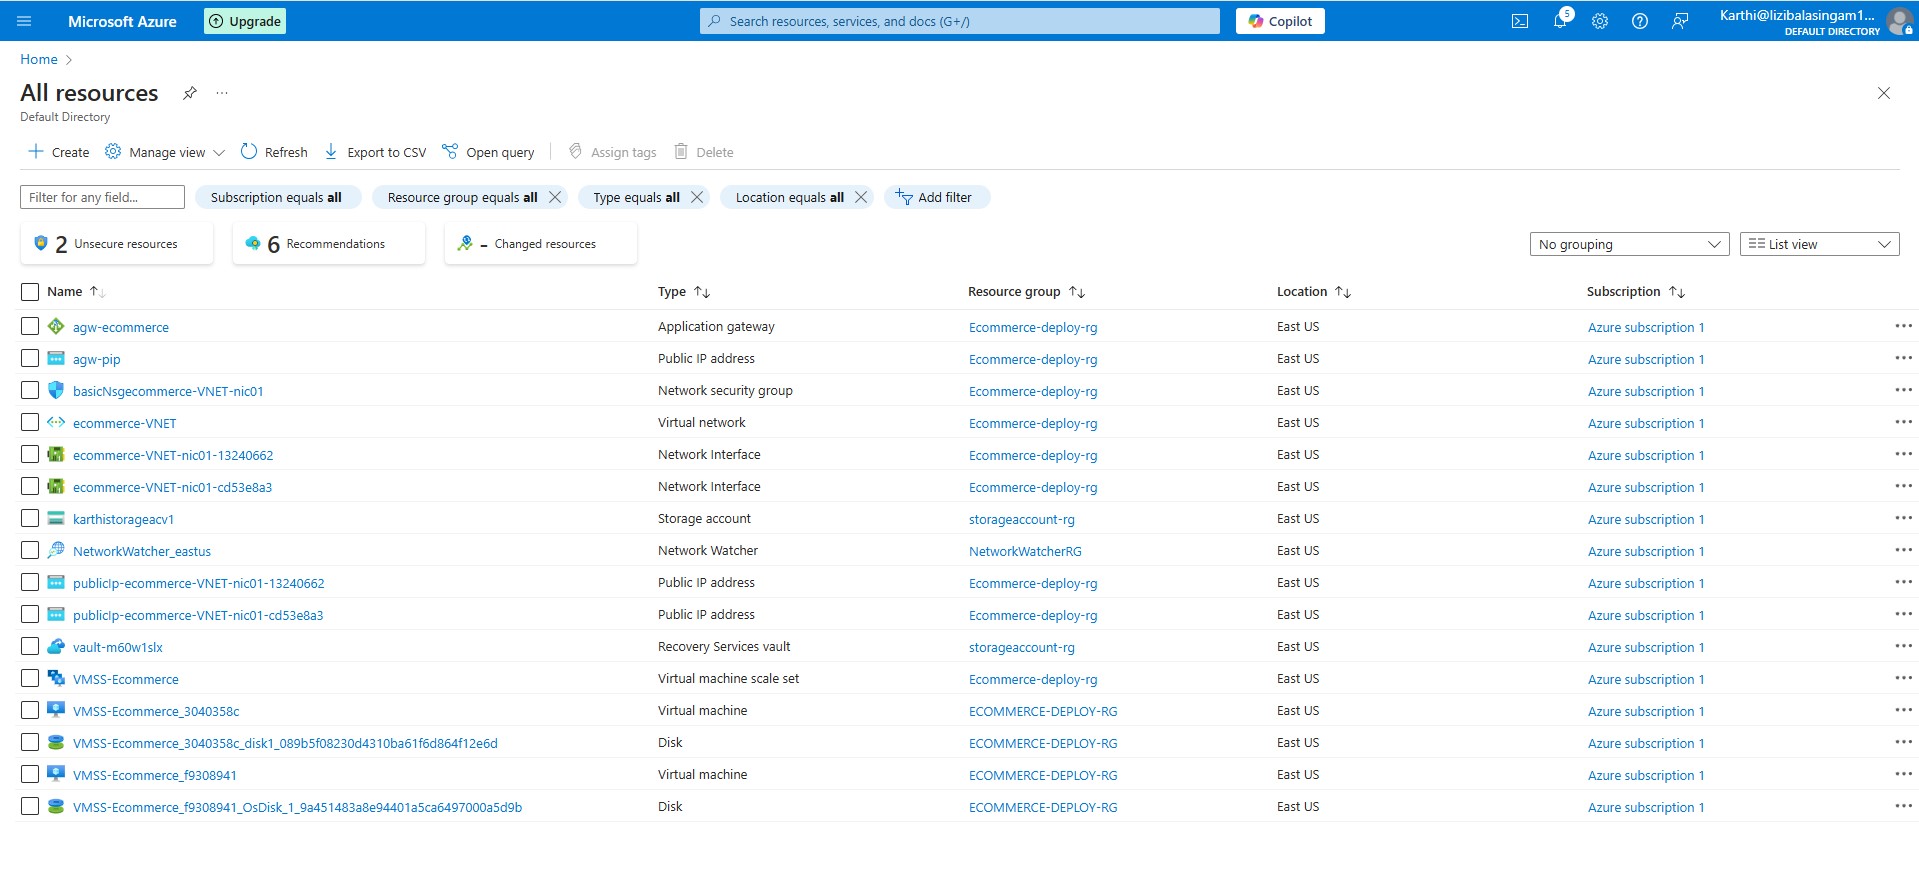 Microsoft Azure Upgrade Search resources, services, and docs (G+/) Copilot 5 Karthi@lizibalasingam1...
DEFAULT DIRECTORY
Home
All resources ...
Default Directory
Create Manage view Refresh Export to CSV Open query Assign tags Delete
Filter for any field... Subscription equals all Resource group equals all Type equals all Location equals all Add filter
2 Unsecure resources 6 Recommendations - Changed resources No grouping List view
Name Type Resource group Location Subscription
agw-ecommerce Application gateway Ecommerce-deploy-rg East US Azure subscription 1 ...
agw-pip Public IP address Ecommerce-deploy-rg East US Azure subscription 1 ...
basicNsgecommerce-VNET-nic01 Network security group Ecommerce-deploy-rg East US Azure subscription 1 ...
ecommerce-VNET Virtual network Ecommerce-deploy-rg East US Azure subscription 1 ...
ecommerce-VNET-nic01-13240662 Network Interface Ecommerce-deploy-rg East US Azure subscription 1 ...
ecommerce-VNET-nic01-cd53e8a3 Network Interface Ecommerce-deploy-rg East US Azure subscription 1 ...
karthistorageacv1 Storage account storageaccount-rg East US Azure subscription 1 ...
NetworkWatcher_eastus Network Watcher NetworkWatcherRG East US Azure subscription 1 ...
publicIp-ecommerce-VNET-nic01-13240662 Public IP address Ecommerce-deploy-rg East US Azure subscription 1 ...
publicIp-ecommerce-VNET-nic01-cd53e8a3 Public IP address Ecommerce-deploy-rg East US Azure subscription 1 ...
vault-m60w1slx Recovery Services vault storageaccount-rg East US Azure subscription 1 ...
VMSS-Ecommerce Virtual machine scale set Ecommerce-deploy-rg East US Azure subscription 1 ...
VMSS-Ecommerce_3040358c Virtual machine ECOMMERCE-DEPLOY-RG East US Azure subscription 1 ...
VMSS-Ecommerce_3040358c_disk1_089b5f08230d4310ba61f6d864f12e6d Disk ECOMMERCE-DEPLOY-RG East US Azure subscription 1 ...
VMSS-Ecommerce_f9308941 Virtual machine ECOMMERCE-DEPLOY-RG East US Azure subscription 1 ...
VMSS-Ecommerce_f9308941_OsDisk_1_9a451483a8e94401a5ca6497000a5d9b Disk ECOMMERCE-DEPLOY-RG East US Azure subscription 1 ...